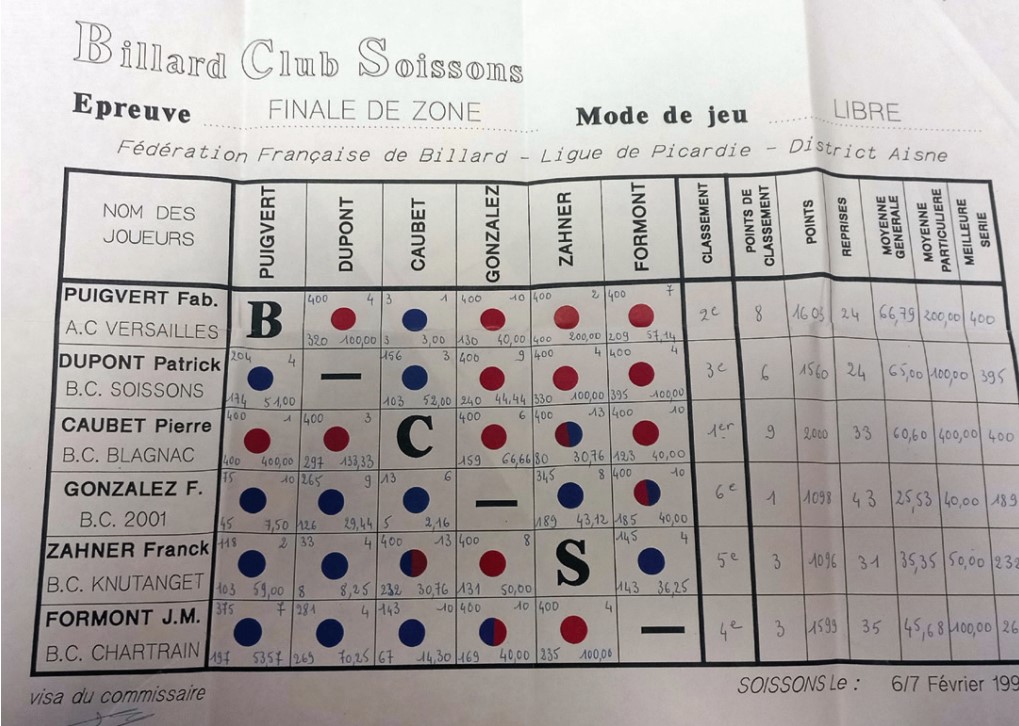 Billard Club Soissons
Epreuve FINALE DE ZONE Mode de jeu LIBRE
Fédération Française de Billard - Ligue de Picardie - District Aisne
NOM DES JOUEURS PUIGVERT DUPONT CAUBET GONZALEZ ZAHNER FORMONT CLASSEMENT POINTS DE CLASSEMENT POINTS REPRISES MOYENNE GENERALE MOYENNE PARTICULIERE MEILLEURE SERIE
400 4 3 1 400 10 400 2 400 7
PUIGVERT Fab. B 2e 8 1603 24 66,79 200,00 400
A.C VERSAILLES 320 100,00 3 3,00 130 40,00 400 200,00 209 57,14
204 4 156 3 400 9 400 4 400 4
DUPONT Patrick — 3e 6 1560 24 65,00 100,00 395
B.C. SOISSONS 174 51,00 103 52,00 240 44,44 330 100,00 395 100,00
400 1 400 3 400 6 400 13 400 10
CAUBET Pierre C 1er 9 2000 33 60,60 400,00 400
B.C. BLAGNAC 400 400,00 297 133,33 159 66,66 80 30,76 123 40,00
75 10 265 9 13 6 345 8 400 10
GONZALEZ F. — 6e 1 1098 43 25,53 40,00 189
B.C. 2001 45 7,50 126 29,44 5 2,16 189 43,12 185 40,00
118 2 33 4 400 13 400 8 145 4
ZAHNER Franck S 5e 3 1096 31 35,35 50,00 232
B.C. KNUTANGET 103 59,00 8 8,25 232 30,76 131 50,00 143 36,25
375 7 281 4 143 10 400 10 400 4
FORMONT J.M. — 4e 3 1599 35 45,68 100,00 26
B.C. CHARTRAIN 197 5357 269 70,25 67 14,30 169 40,00 235 100,00
visa du commissaire SOISSONS Le : 6/7 Février 199